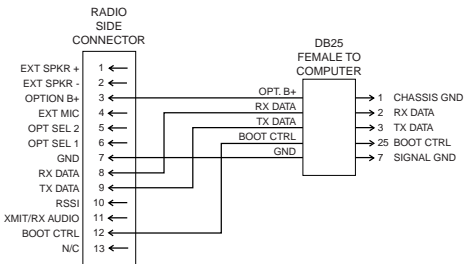 RADIO
SIDE
CONNECTOR
DB25
FEMALE TO
COMPUTER
EXT SPKR + 1
EXT SPKR - 2
OPTION B+ 3 OPT. B+ 1 CHASSIS GND
EXT MIC 4 RX DATA 2 RX DATA
OPT SEL 2 5 TX DATA 3 TX DATA
OPT SEL 1 6 BOOT CTRL 25 BOOT CTRL
GND 7 GND 7 SIGNAL GND
RX DATA 8
TX DATA 9
RSSI 10
XMIT/RX AUDIO 11
BOOT CTRL 12
N/C 13